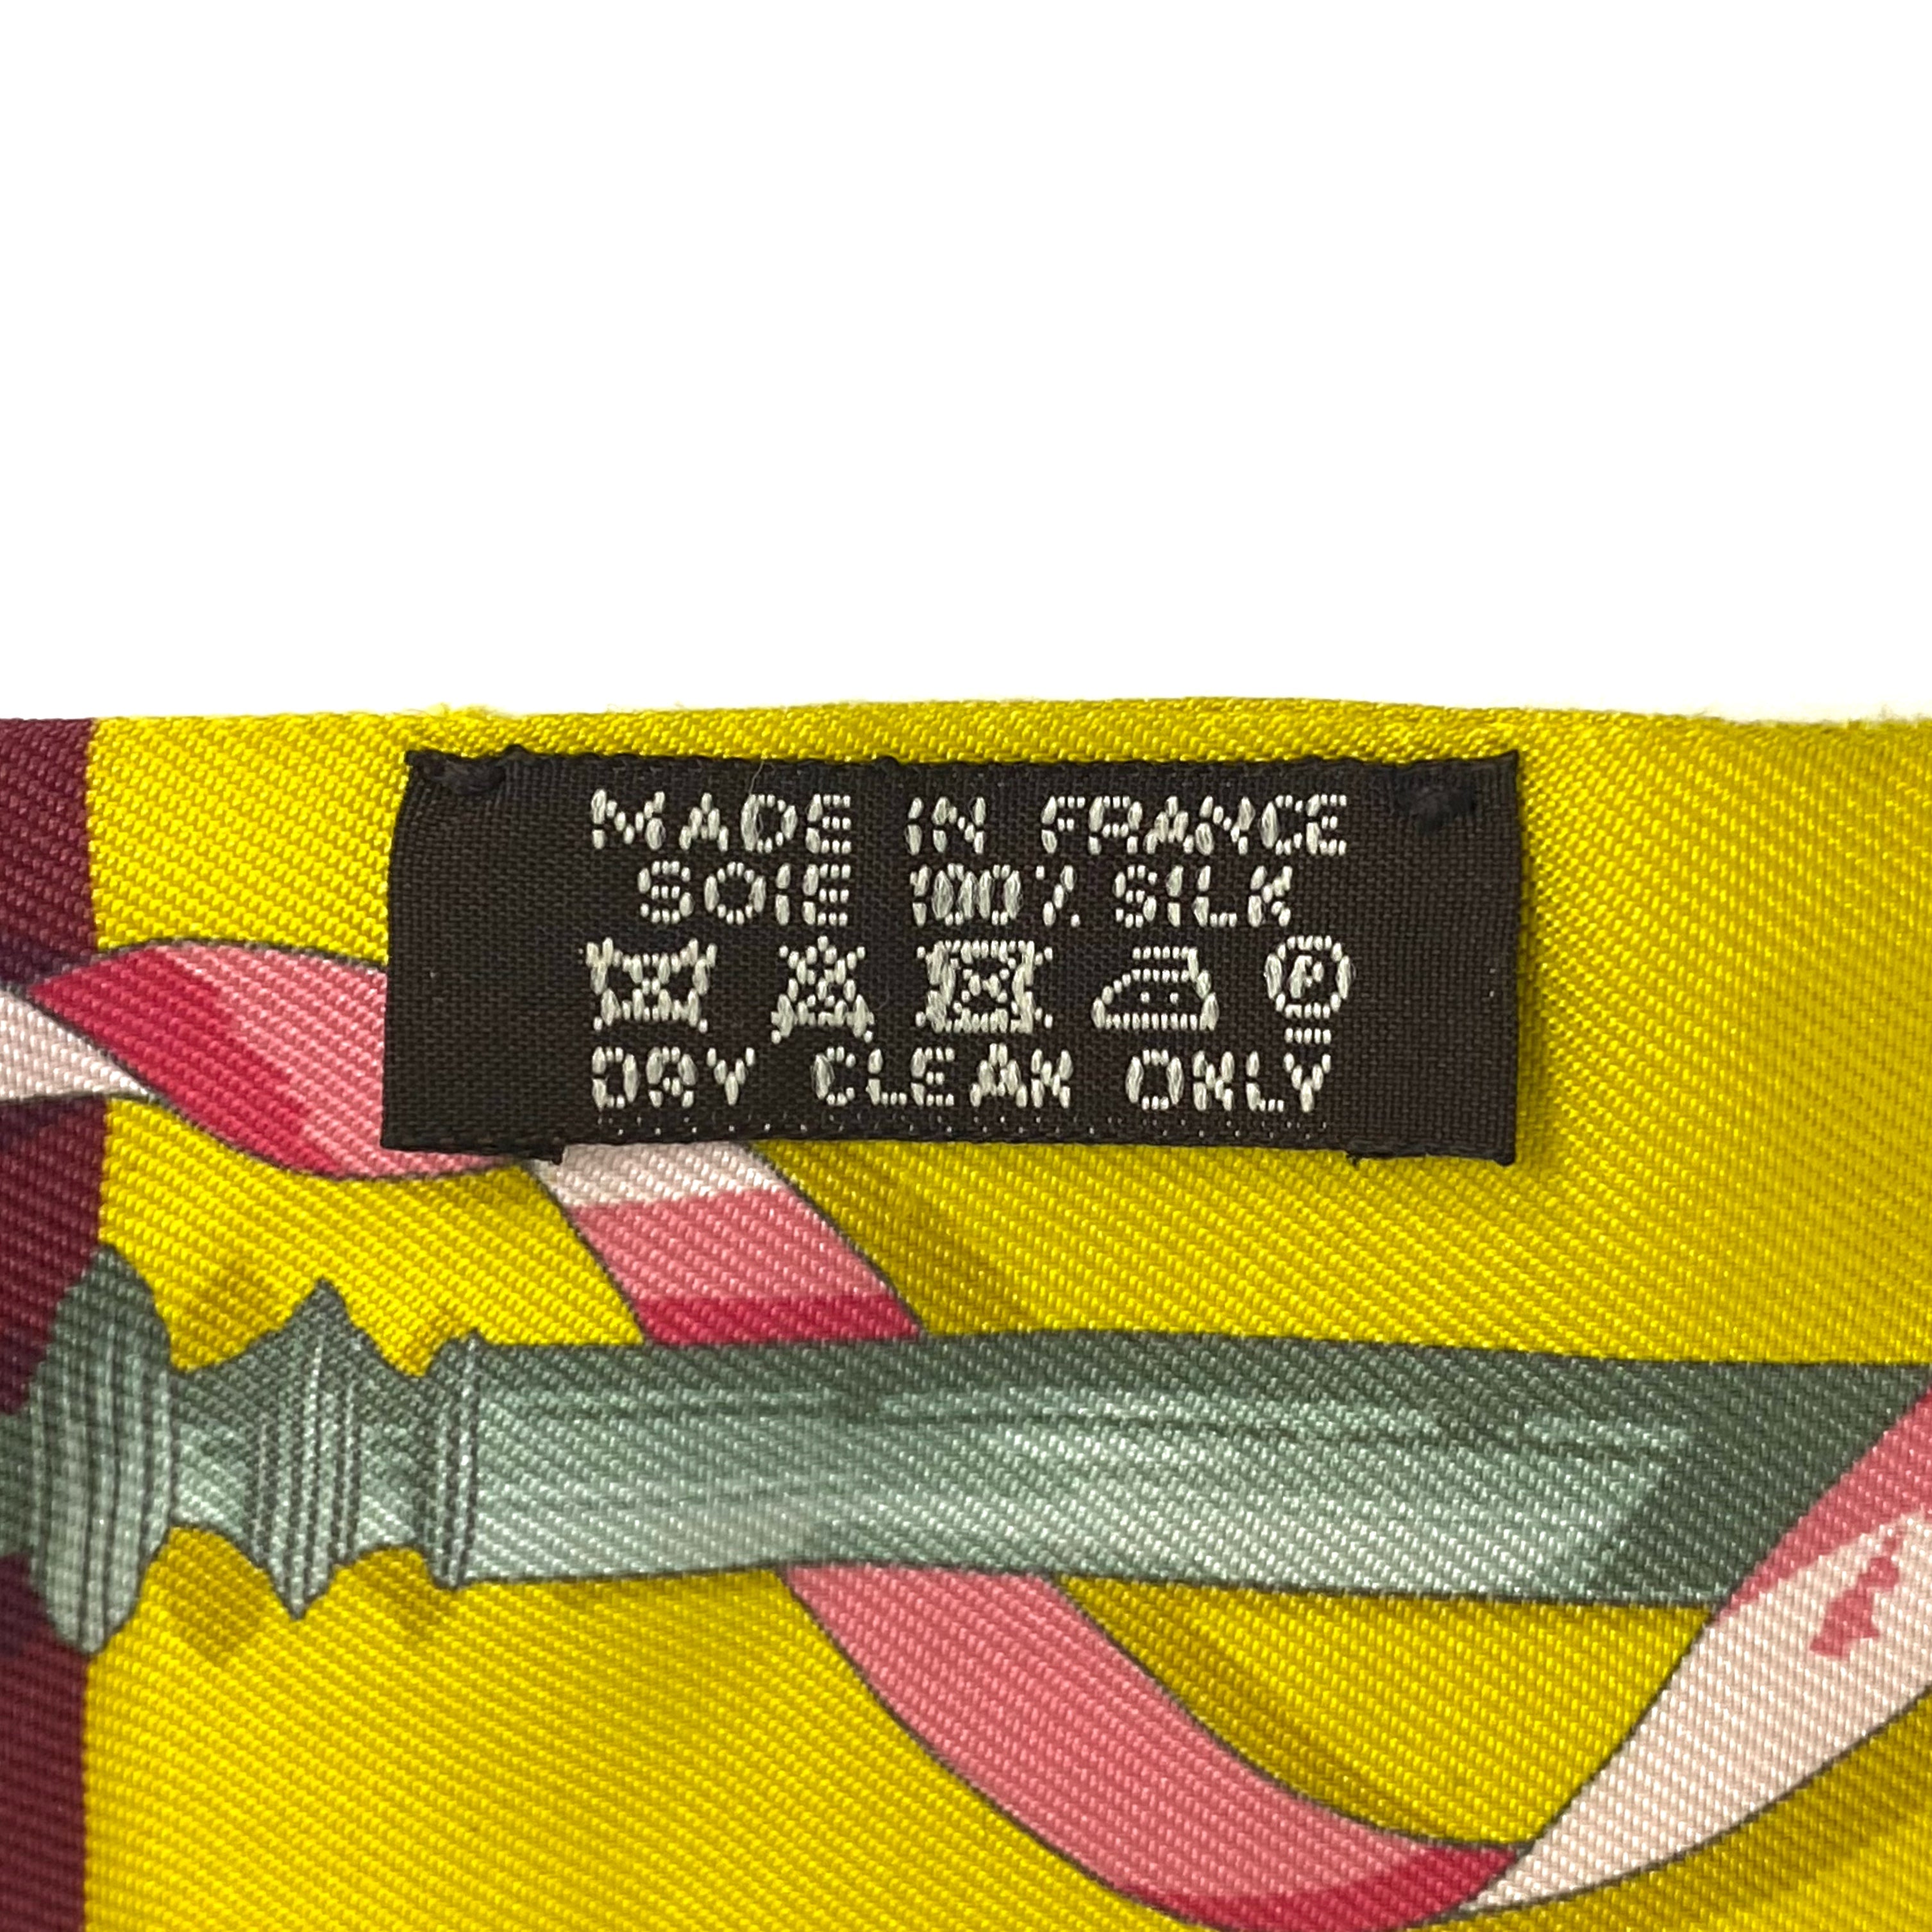 MADE IN FRANCE
SOIE 100% SILK
P
DRY CLEAN ONLY